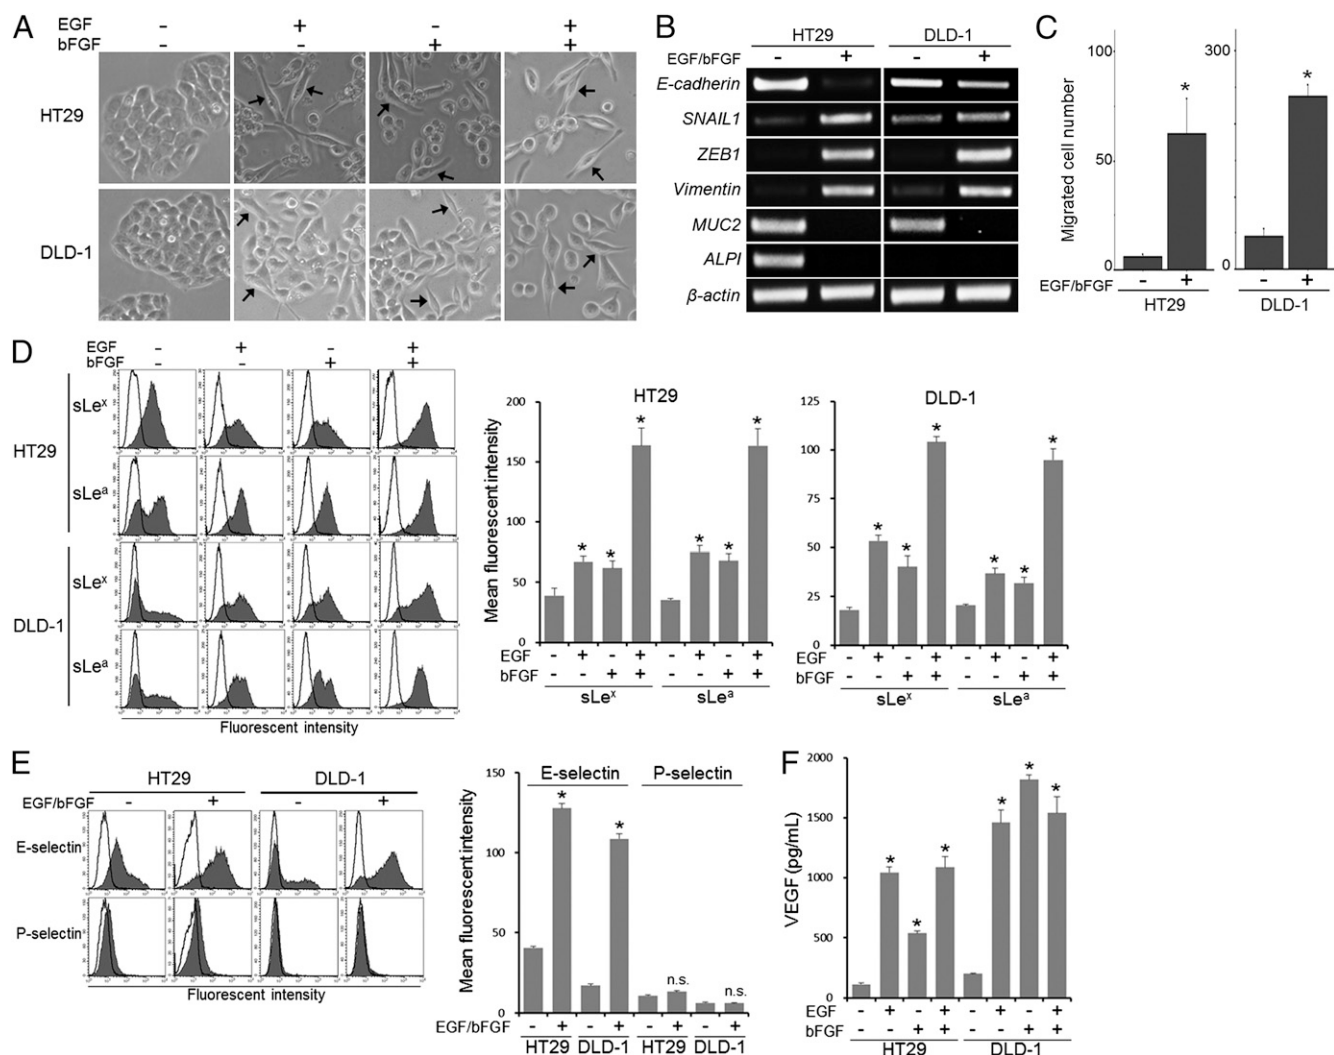 A
EGF - + - +
bFGF - - + +
HT29
DLD-1
B
HT29 DLD-1
EGF/bFGF - + - +
E-cadherin
SNAIL1
ZEB1
Vimentin
MUC2
ALPI
β-actin
C
Migrated cell number
100
50
0
*
300
0
*
EGF/bFGF - + - +
HT29 DLD-1
D
EGF - + - +
bFGF - - + +
HT29
sLeˣ
sLeᵃ
DLD-1
sLeˣ
sLeᵃ
Fluorescent intensity
HT29
Mean fluorescent intensity
200
150
100
50
0
* * * * * *
EGF - + - + - + - +
bFGF - - + + - - + +
sLeˣ sLeᵃ
DLD-1
125
100
75
50
25
0
* * * * * *
EGF - + - + - + - +
bFGF - - + + - - + +
sLeˣ sLeᵃ
E
HT29 DLD-1
EGF/bFGF - + - +
E-selectin
P-selectin
Fluorescent intensity
Mean fluorescent intensity
150
100
50
0
E-selectin P-selectin
* * n.s. n.s.
EGF/bFGF - + - + - + - +
HT29 DLD-1 HT29 DLD-1
F
VEGF (pg/mL)
2000
1500
1000
500
0
* * * * * *
EGF - + - + - + - +
bFGF - - + + - - + +
HT29 DLD-1